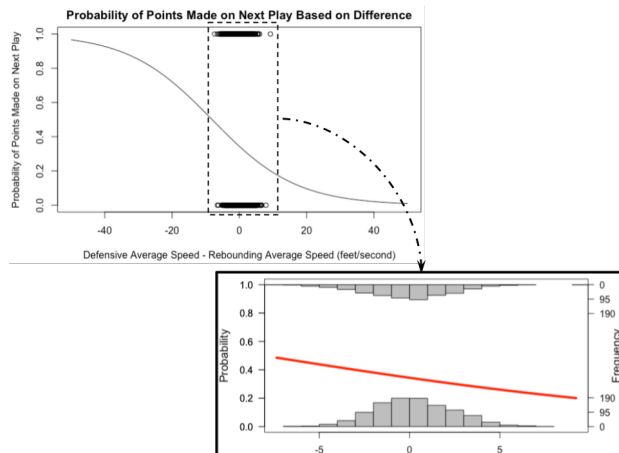 Probability of Points Made on Next Play Based on Difference
Probability of Points Made on Next Play
1.0
0.8
0.6
0.4
0.2
0.0
-40 -20 0 20 40
Defensive Average Speed - Rebounding Average Speed (feet/second)
Probability
1.0
0.8
0.6
0.4
0.2
0.0
0
95
190
190
95
0
Frequency
-5 0 5